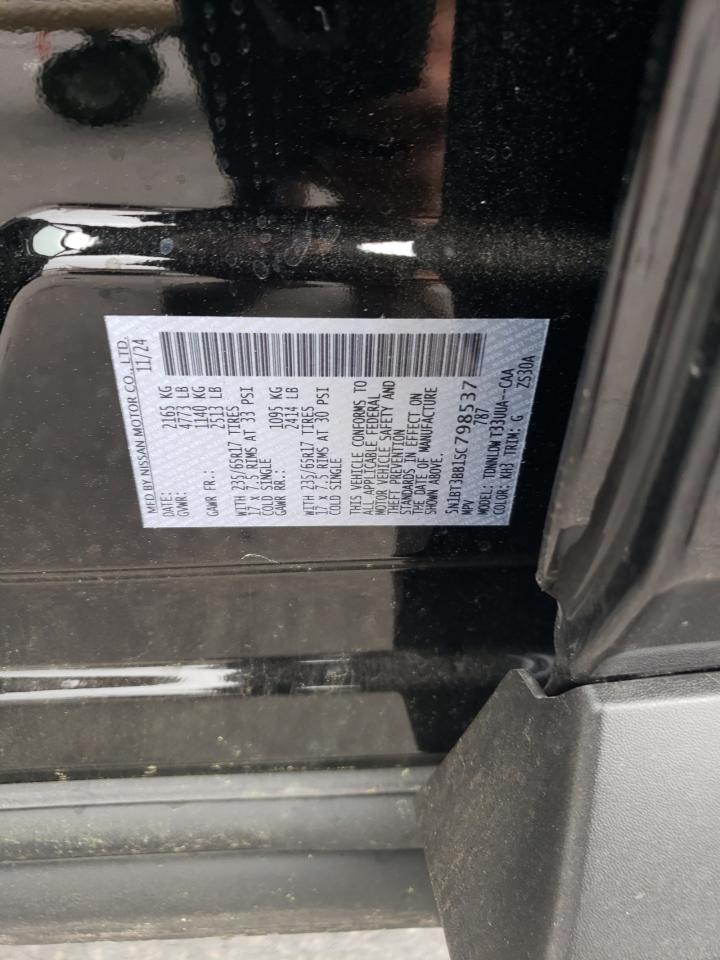 MFD BY NISSAN MOTOR CO., LTD.
DATE: 11/24
GVWR: 2165 KG
4773 LB
GAWR FR.: 1140 KG
2513 LB
WITH 235/65R17 TIRES
17 X 7.5 RIMS AT 33 PSI
COLD SINGLE
GAWR RR.: 1095 KG
2414 LB
WITH 235/65R17 TIRES
17 X 7.5 RIMS AT 30 PSI
COLD SINGLE
THIS VEHICLE CONFORMS TO
ALL APPLICABLE FEDERAL
MOTOR VEHICLE SAFETY AND
THEFT PREVENTION
STANDARDS IN EFFECT ON
THE DATE OF MANUFACTURE
SHOWN ABOVE.
5N1BT3BB1SC798537
MPV 787
MODEL: T33UUA--CAA
COLOR: KH3 TRIM: G 2S30A